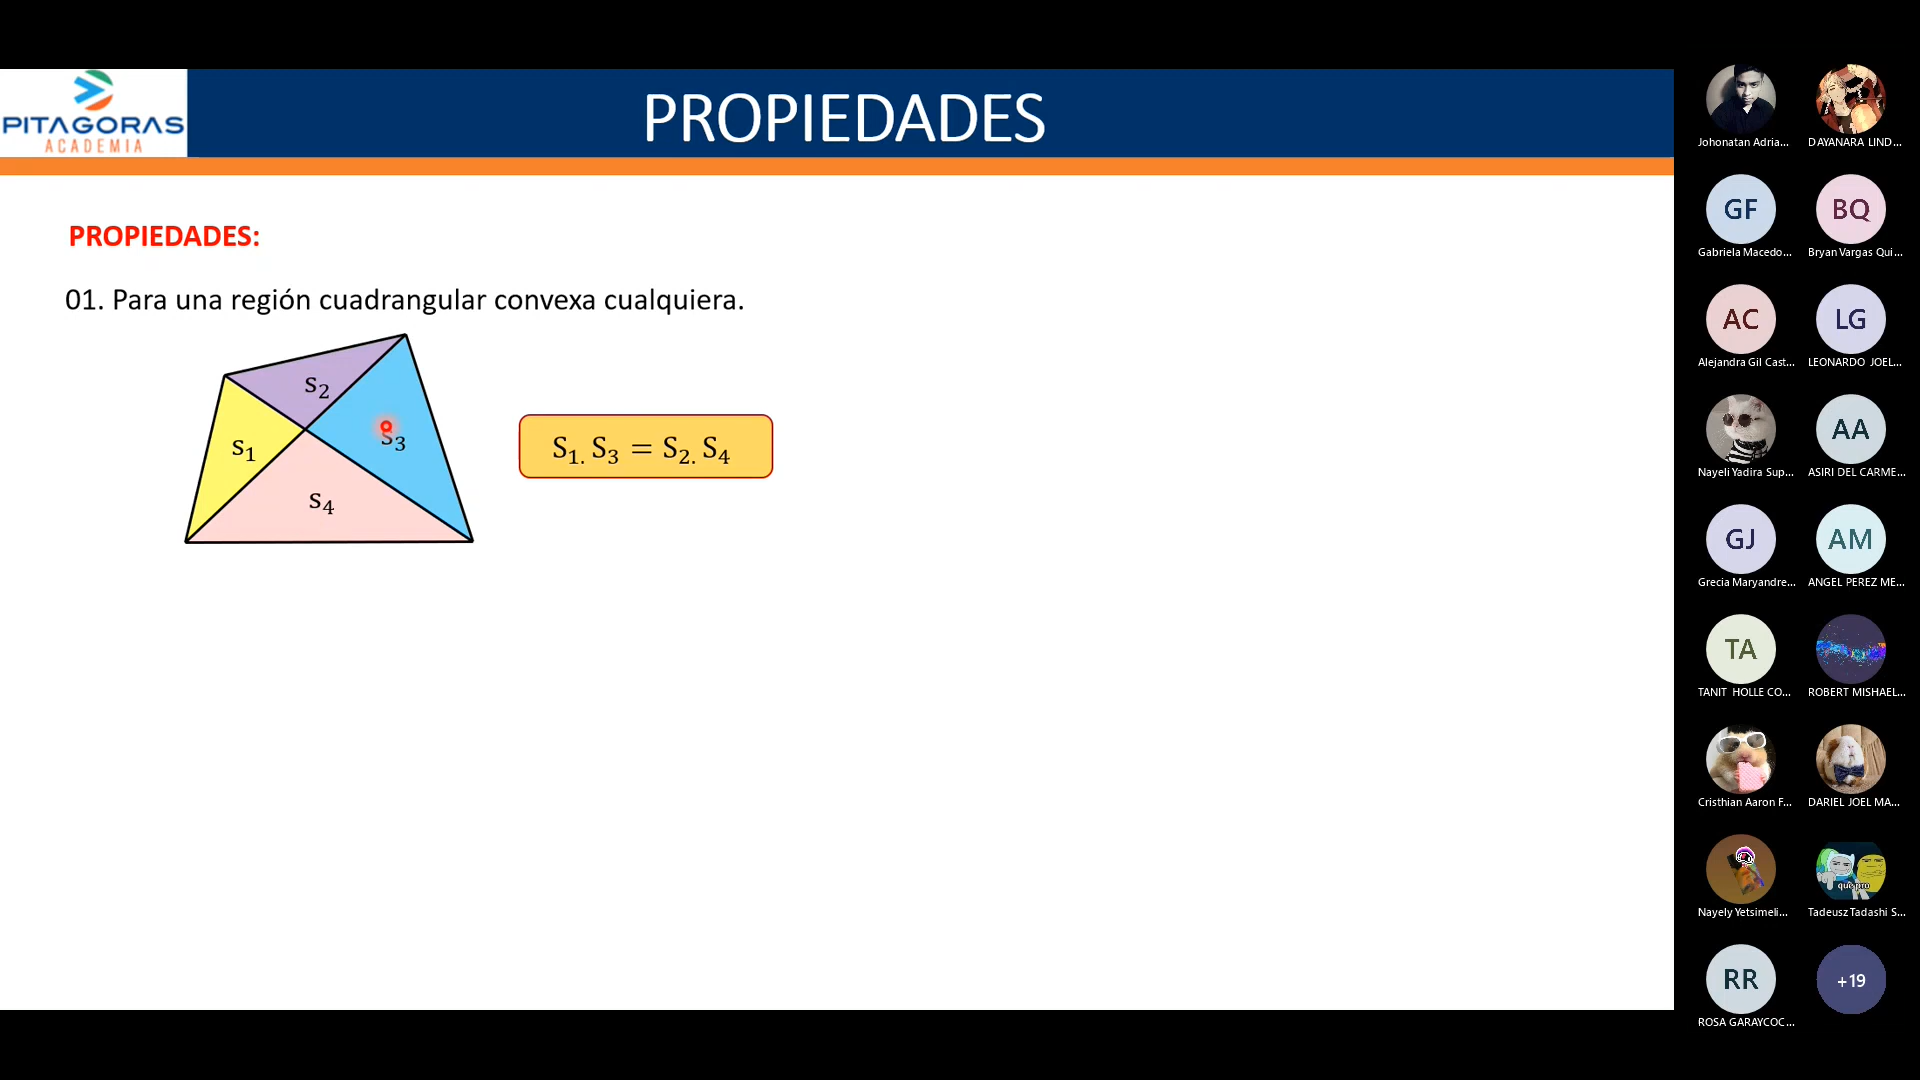 PITAGORAS
ACADEMIA
PROPIEDADES
PROPIEDADES:
01. Para una región cuadrangular convexa cualquiera.
S₂
S₁
S₃
S₄
S₁. S₃ = S₂. S₄
Johonatan Adria...
DAYANARA LIND...
GF
Gabriela Macedo...
BQ
Bryan Vargas Qui...
AC
Alejandra Gil Cast...
LG
LEONARDO JOEL...
Nayeli Yadira Sup...
AA
ASIRI DEL CARME...
GJ
Grecia Maryandre...
AM
ANGEL PEREZ ME...
TA
TANIT HOLLE CO...
ROBERT MISHAEL...
Cristhian Aaron F...
DARIEL JOEL MA...
Nayely Yetsimeli...
que pro
Tadeusz Tadashi S...
RR
ROSA GARAYCOC...
+19